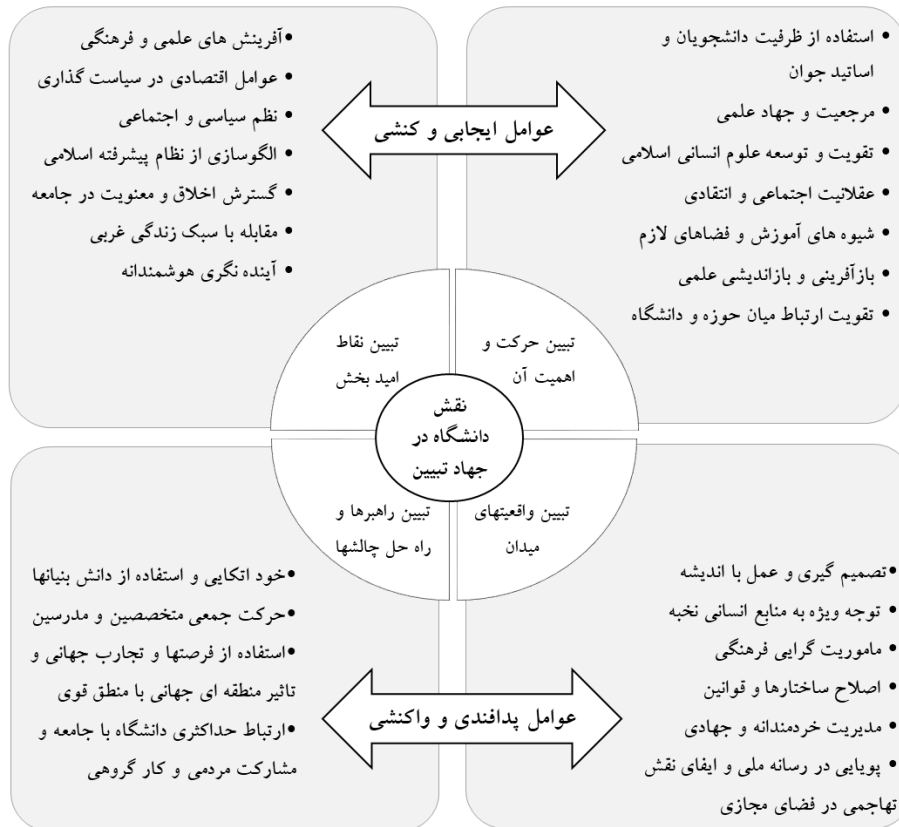 • استفاده از ظرفیت دانشجویان و
اساتید جوان
• مرجعیت و جهاد علمی
• تقویت و توسعه علوم انسانی اسلامی
• عقلانیت اجتماعی و انتقادی
• شیوه های آموزش و فضاهای لازم
• بازآفرینی و بازاندیشی علمی
• تقویت ارتباط میان حوزه و دانشگاه
•آفرینش های علمی و فرهنگی
• عوامل اقتصادی در سیاست گذاری
• نظم سیاسی و اجتماعی
• الگوسازی از نظام پیشرفته اسلامی
• گسترش اخلاق و معنویت در جامعه
• مقابله با سبک زندگی غربی
• آینده نگری هوشمندانه
عوامل ایجابی و کنشی
تبیین حرکت و
اهمیت آن
تبیین نقاط
امید بخش
نقش
دانشگاه در
جهاد تبیین
تبیین واقعیتهای
میدان
تبیین راهبرها و
راه حل چالشها
•تصمیم گیری و عمل با اندیشه
• توجه ویژه به منابع انسانی نخبه
• ماموریت گرایی فرهنگی
• اصلاح ساختارها و قوانین
• مدیریت خردمندانه و جهادی
• پویایی در رسانه ملی و ایفای نقش
تهاجمی در فضای مجازی
•خود اتکایی و استفاده از دانش بنیانها
•حرکت جمعی متخصصین و مدرسین
•استفاده از فرصتها و تجارب جهانی و
تاثیر منطقه ای جهانی با منطق قوی
•ارتباط حداکثری دانشگاه با جامعه و
مشارکت مردمی و کار گروهی
عوامل پدافندی و واکنشی